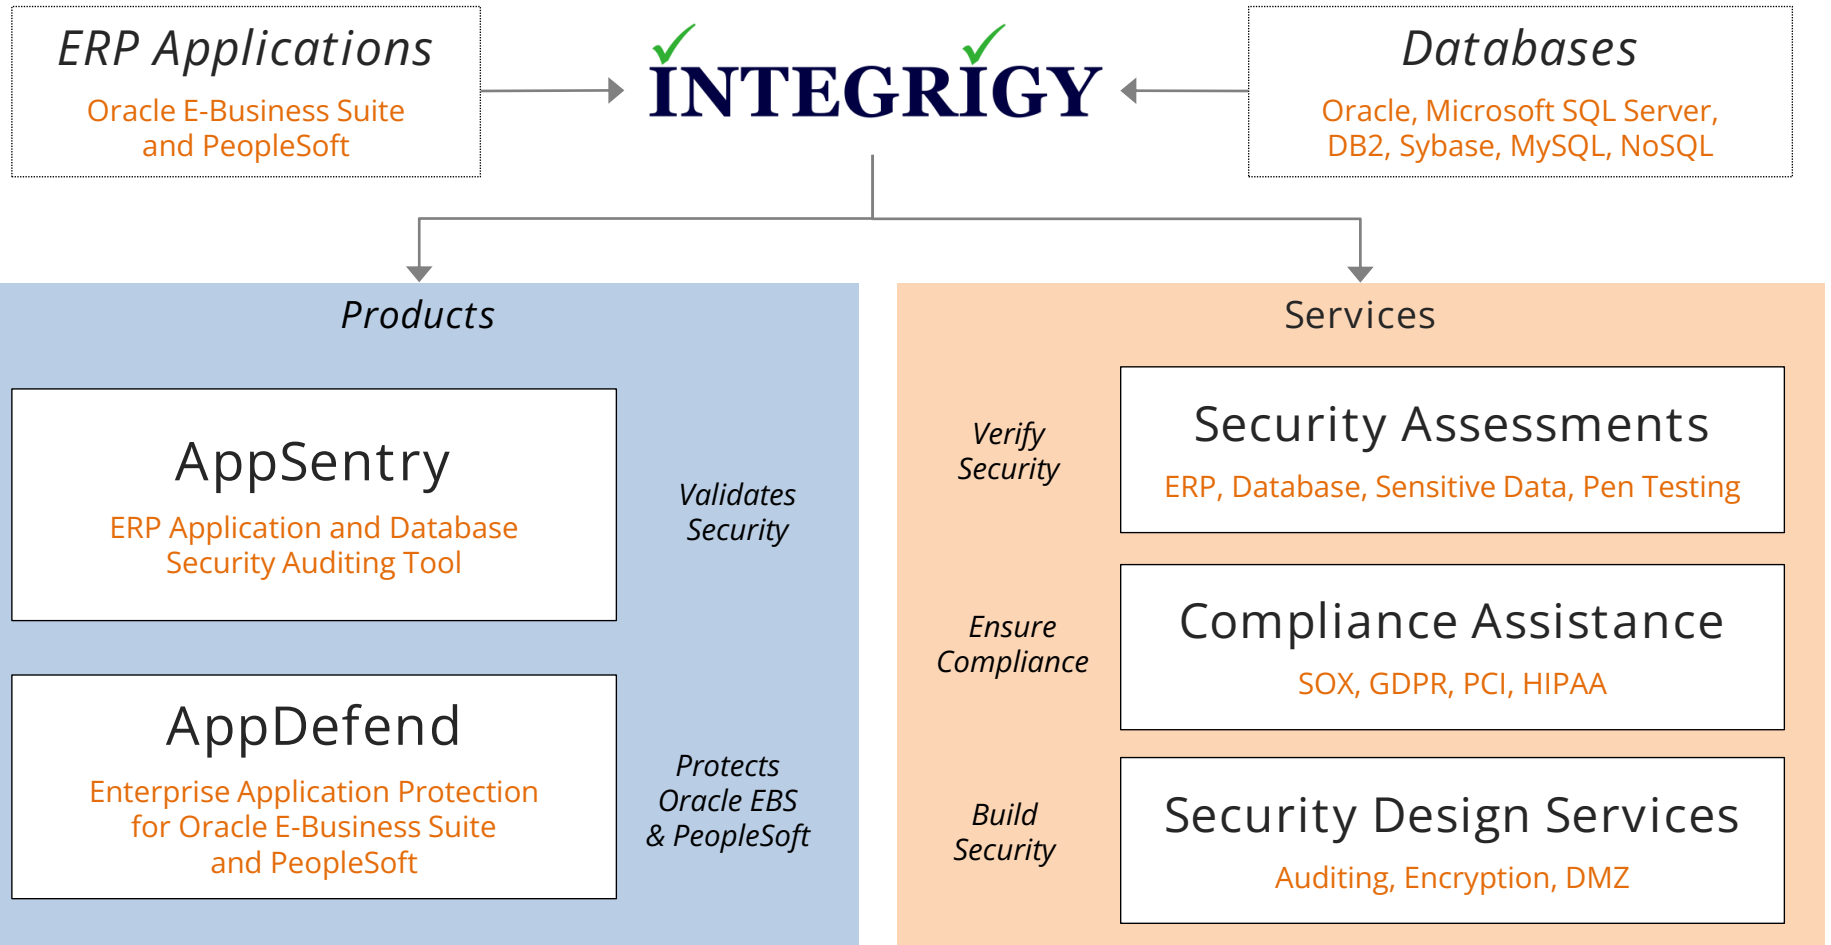 ERP Applications
Oracle E-Business Suite
and PeopleSoft
INTEGRIGY
Databases
Oracle, Microsoft SQL Server,
DB2, Sybase, MySQL, NoSQL
Products
AppSentry
ERP Application and Database
Security Auditing Tool
Validates
Security
AppDefend
Enterprise Application Protection
for Oracle E-Business Suite
and PeopleSoft
Protects
Oracle EBS
& PeopleSoft
Services
Verify
Security
Security Assessments
ERP, Database, Sensitive Data, Pen Testing
Ensure
Compliance
Compliance Assistance
SOX, GDPR, PCI, HIPAA
Build
Security
Security Design Services
Auditing, Encryption, DMZ